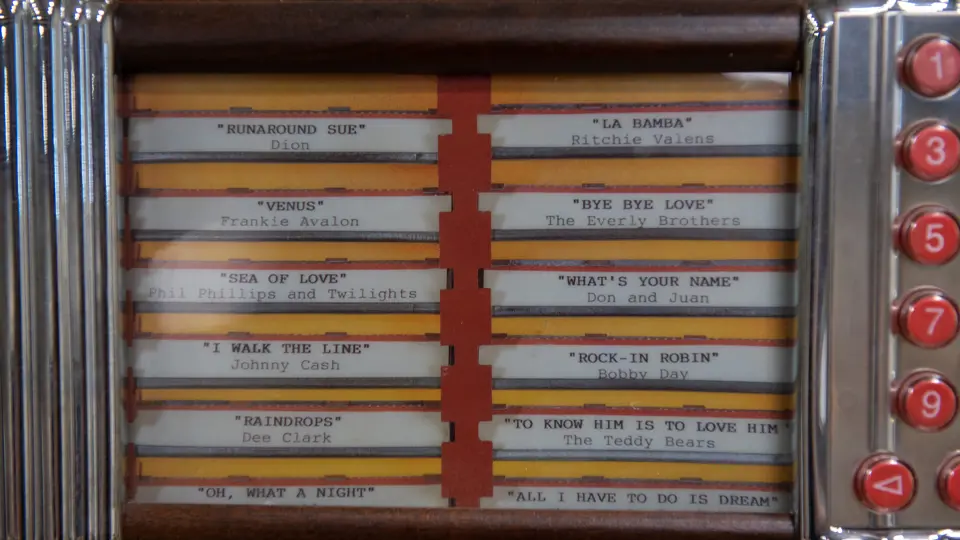 "RUNAROUND SUE"
Dion
"VENUS"
Frankie Avalon
"SEA OF LOVE"
Phil Phillips and Twilights
"I WALK THE LINE"
Johnny Cash
"RAINDROPS"
Dee Clark
"OH, WHAT A NIGHT"
"LA BAMBA"
Ritchie Valens
"BYE BYE LOVE"
The Everly Brothers
"WHAT'S YOUR NAME"
Don and Juan
"ROCK-IN ROBIN"
Bobby Day
"TO KNOW HIM IS TO LOVE HIM"
The Teddy Bears
"ALL I HAVE TO DO IS DREAM"
1
3
5
7
9